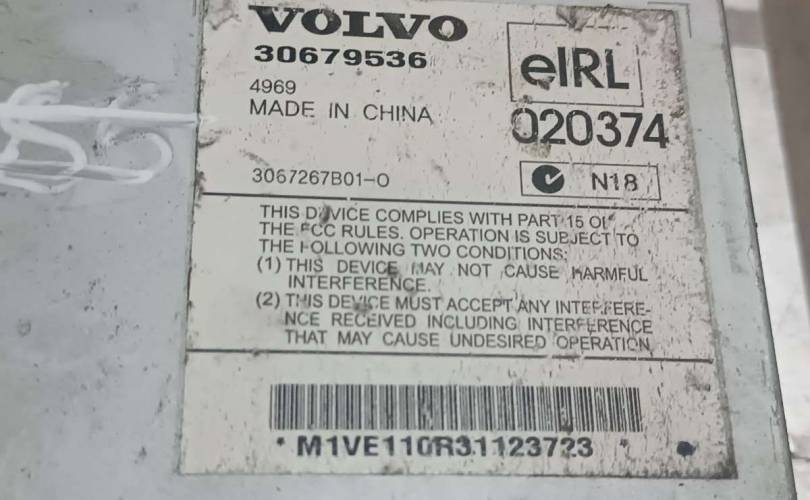 VOLVO
30679536
eIRL
4969
MADE IN CHINA
020374
3067267B01-O
N18
THIS DEVICE COMPLIES WITH PART 15 OF
THE FCC RULES. OPERATION IS SUBJECT TO
THE FOLLOWING TWO CONDITIONS:
(1) THIS DEVICE MAY NOT CAUSE HARMFUL
INTERFERENCE.
(2) THIS DEVICE MUST ACCEPT ANY INTERFERE-
NCE RECEIVED INCLUDING INTERFERENCE
THAT MAY CAUSE UNDESIRED OPERATION
* M1VE110R31123723 *